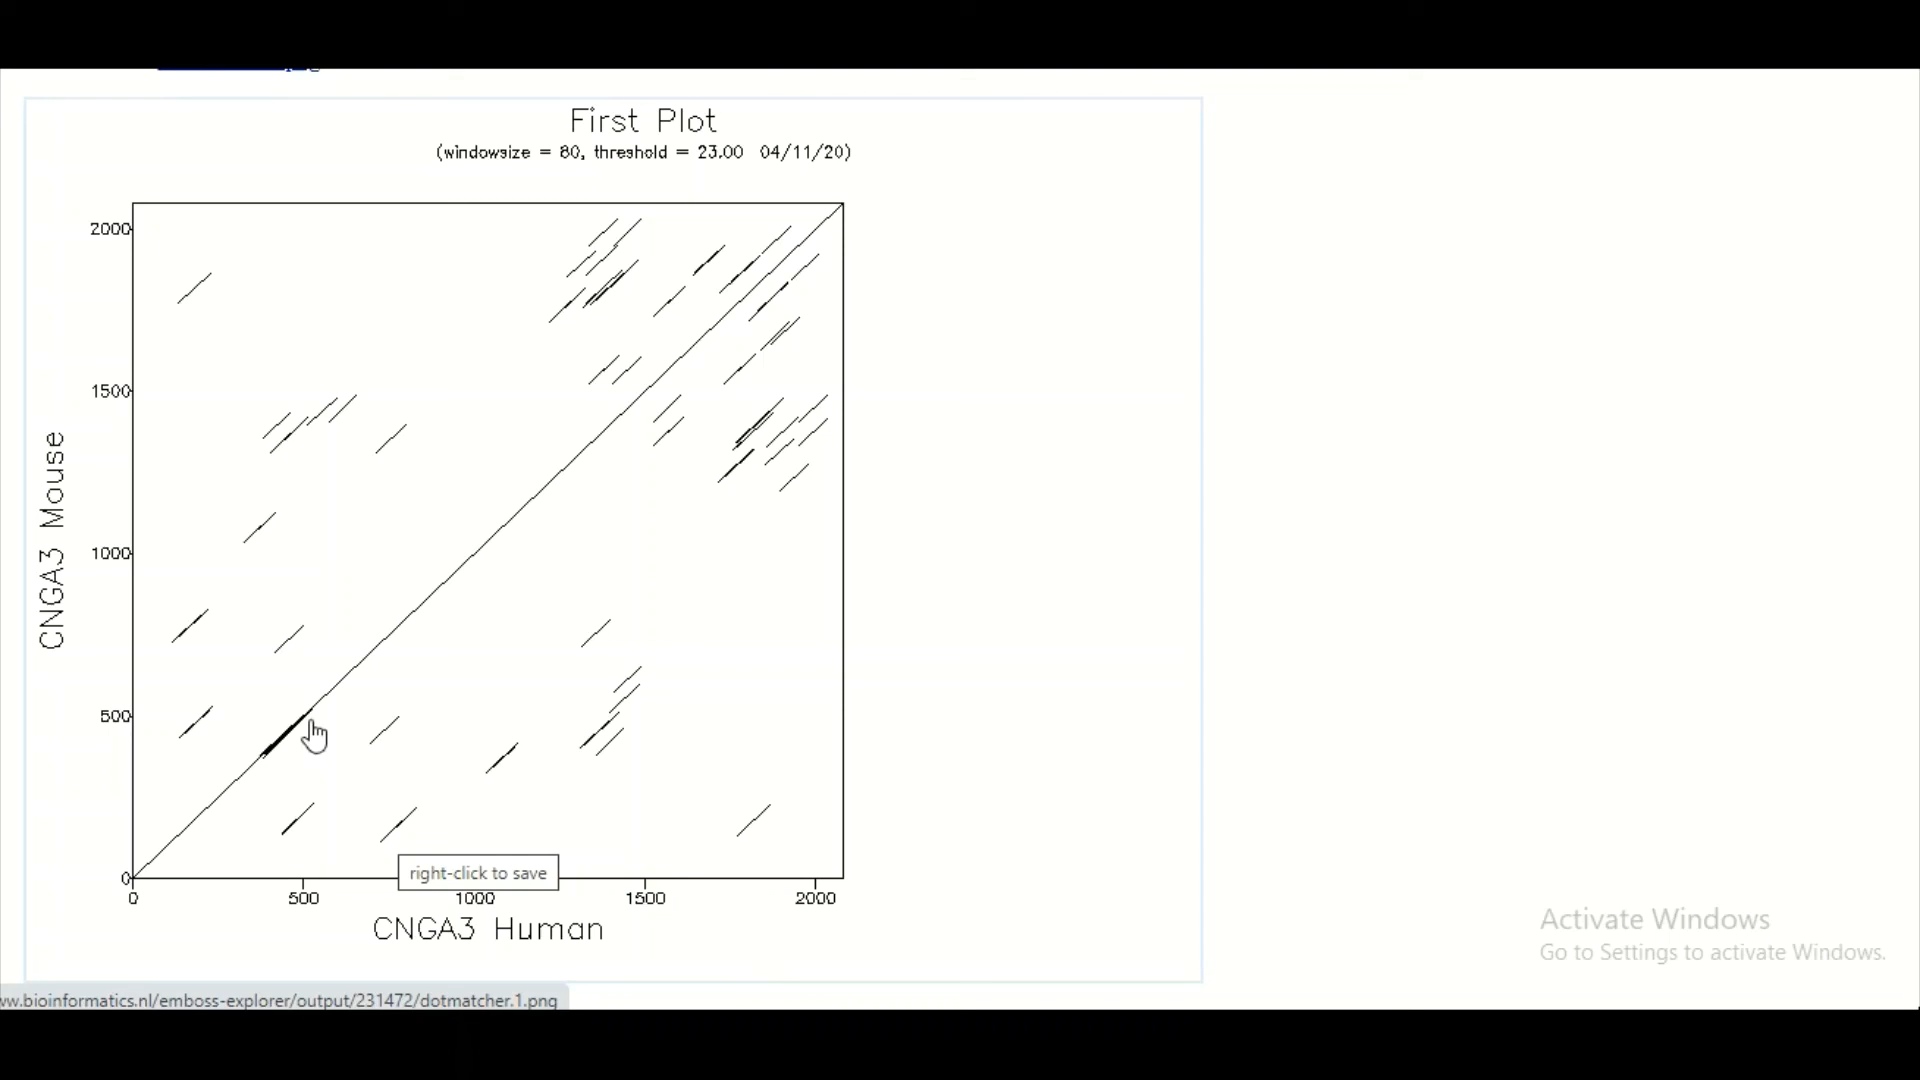 First Plot
(windowsize = 80, threshold = 23.00 04/11/20)
2000
1500
1000
500
0
CNGA3 Mouse
0 500 1000 1500 2000
right-click to save
CNGA3 Human
Activate Windows
Go to Settings to activate Windows.
ww.bioinformatics.nl/emboss-explorer/output/231472/dotmatcher.1.png